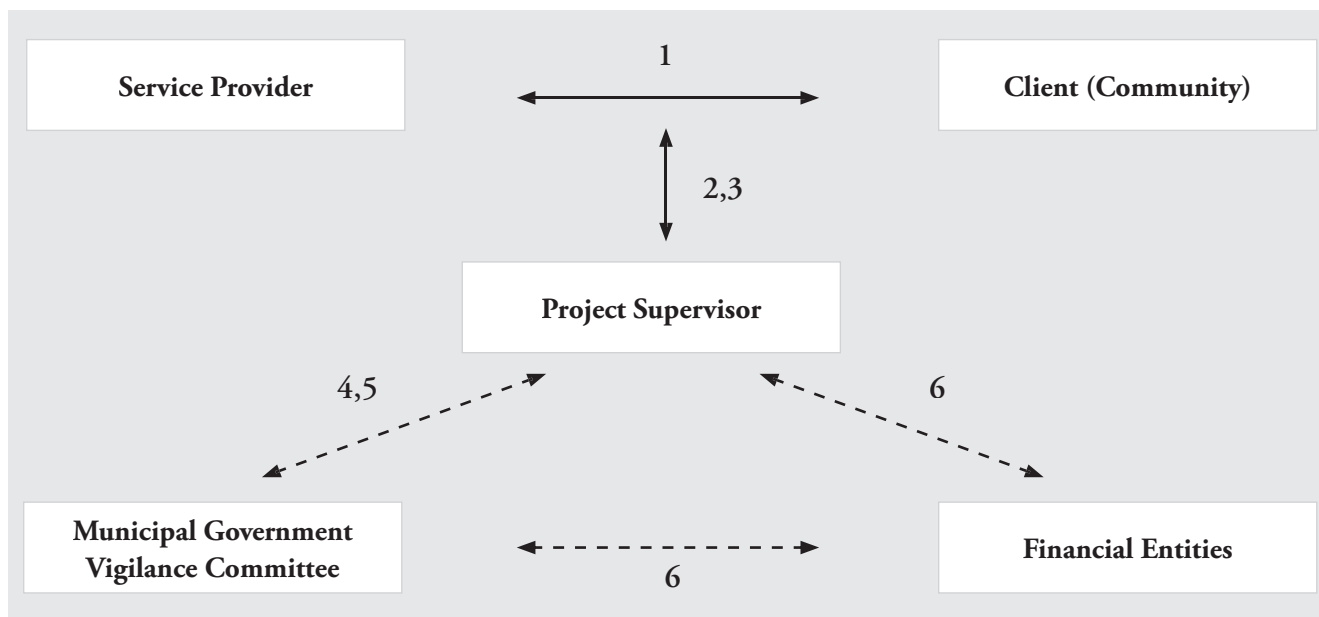 1
Service Provider
Client (Community)
2,3
Project Supervisor
4,5
6
Municipal Government
Vigilance Committee
Financial Entities
6